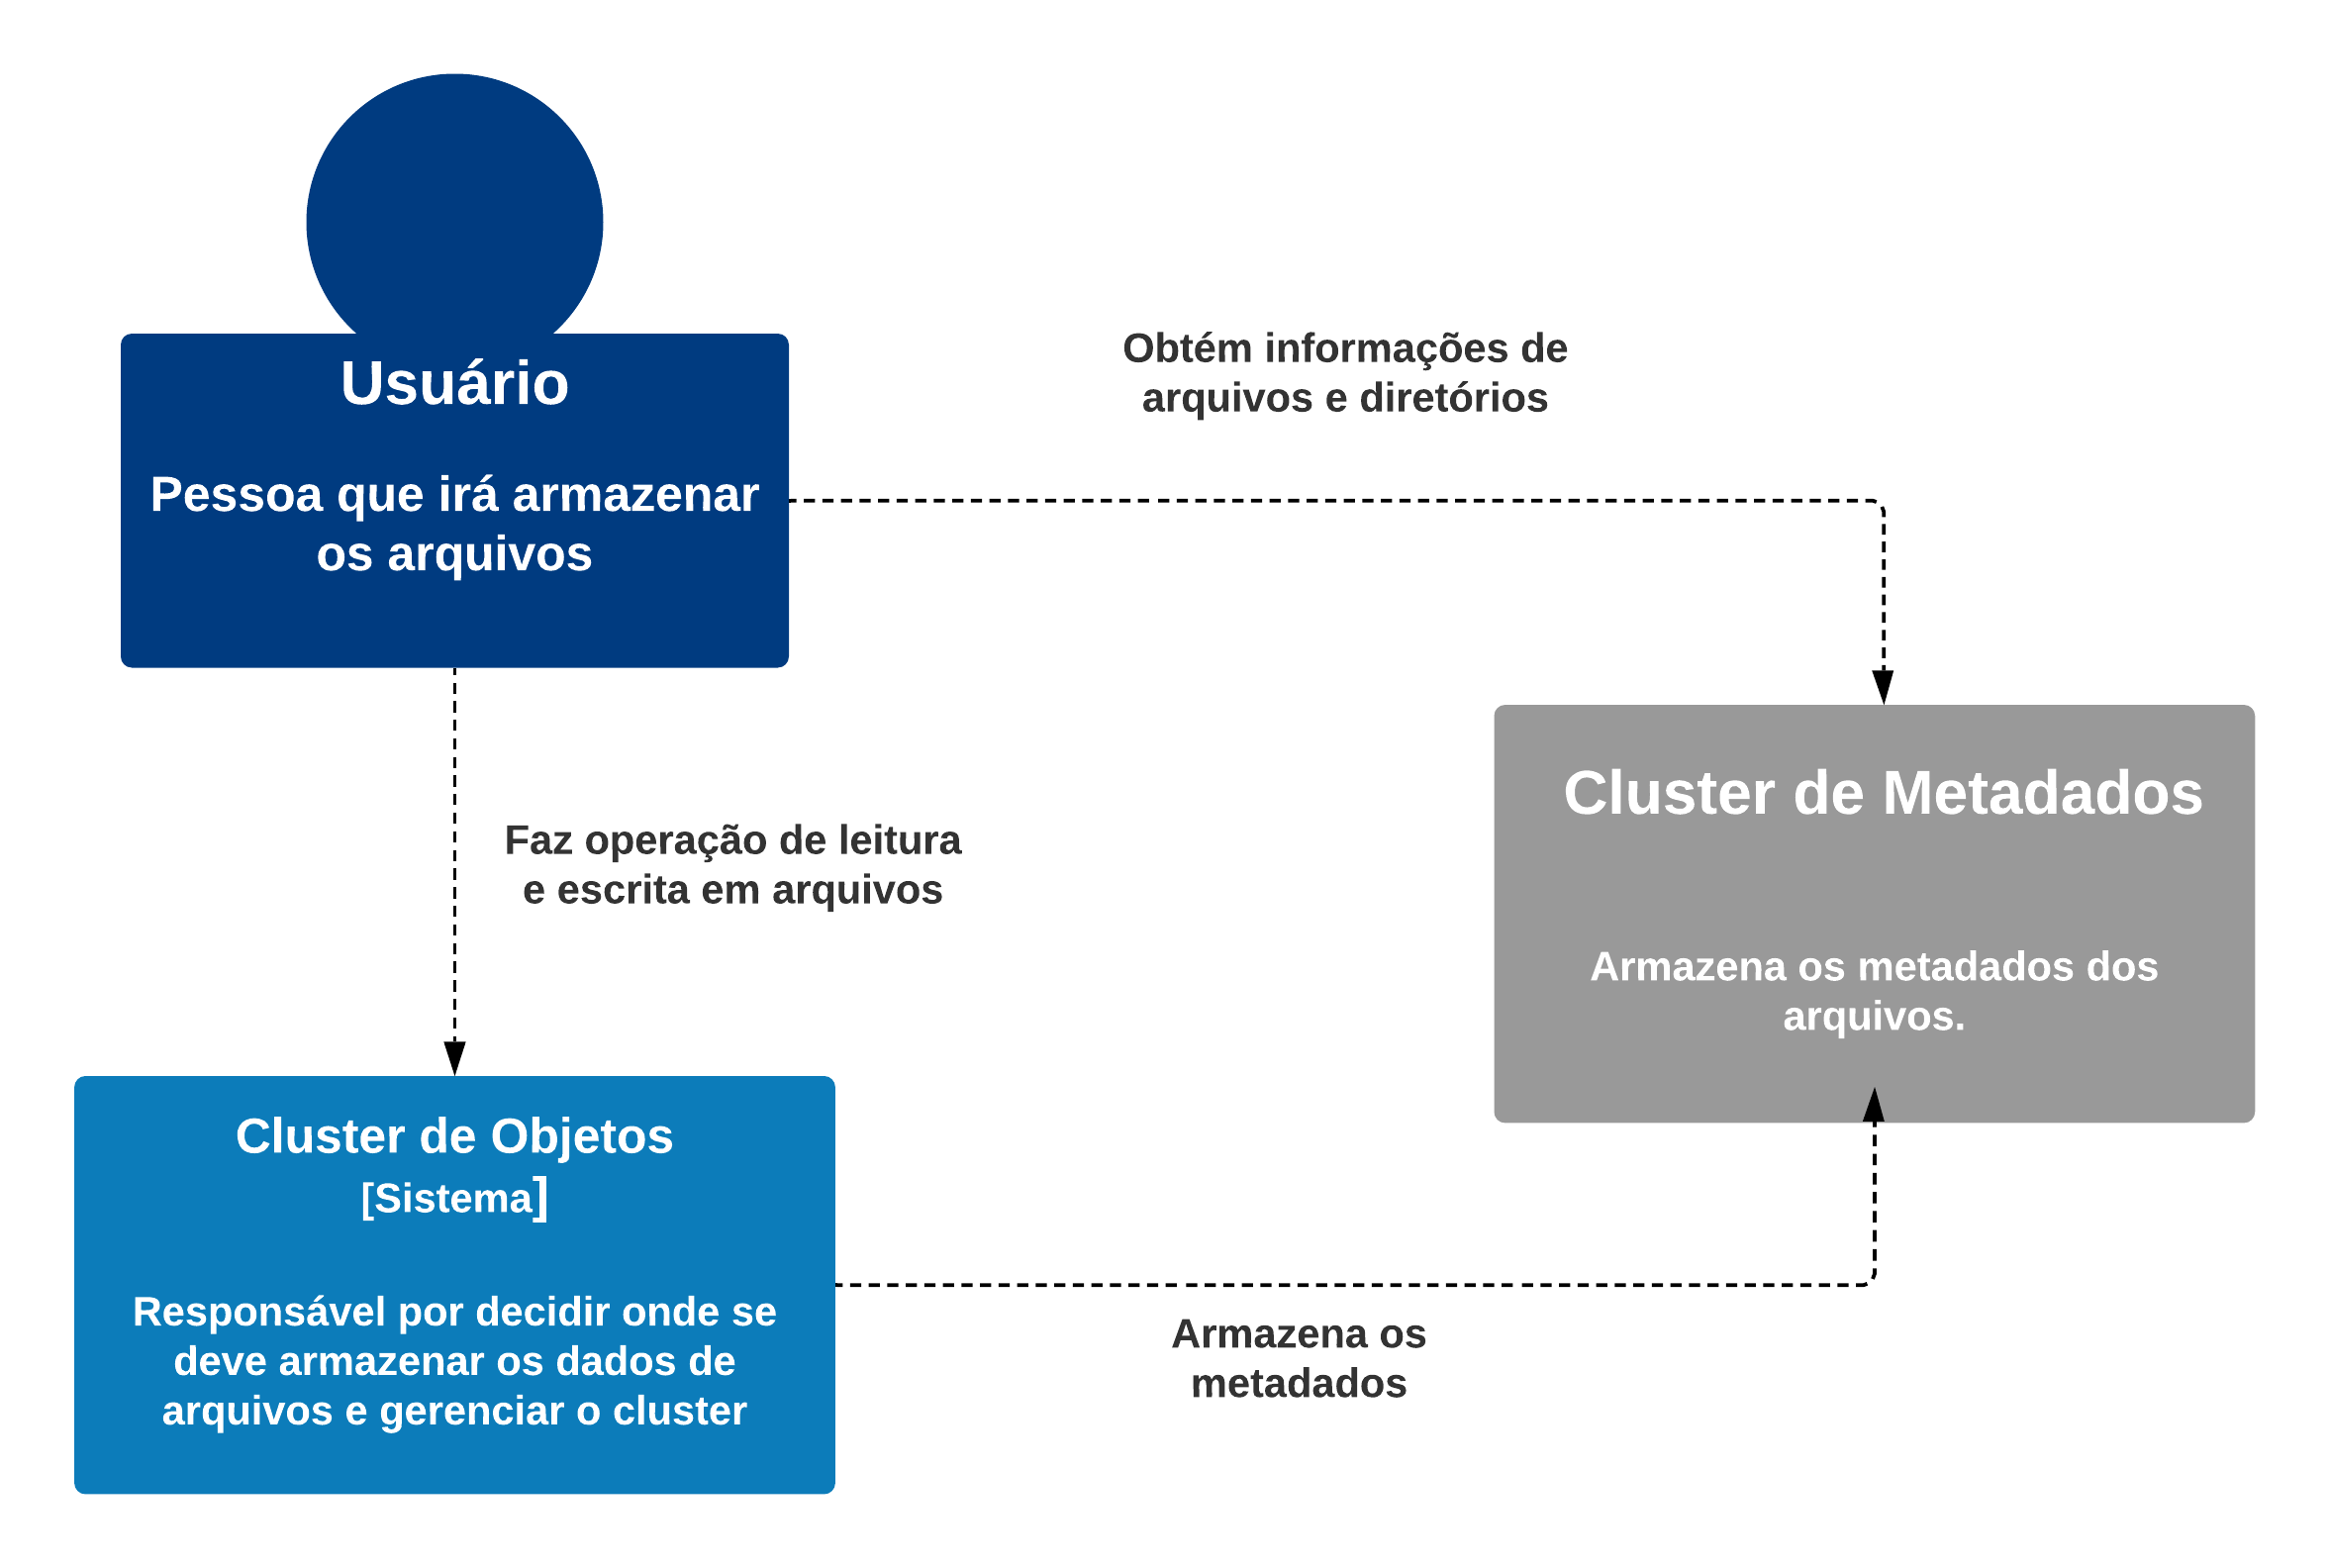 Usuário
Pessoa que irá armazenar
os arquivos
Obtém informações de
arquivos e diretórios
Faz operação de leitura
e escrita em arquivos
Cluster de Metadados
Armazena os metadados dos
arquivos.
Cluster de Objetos
[Sistema]
Responsável por decidir onde se
deve armazenar os dados de
arquivos e gerenciar o cluster
Armazena os
metadados